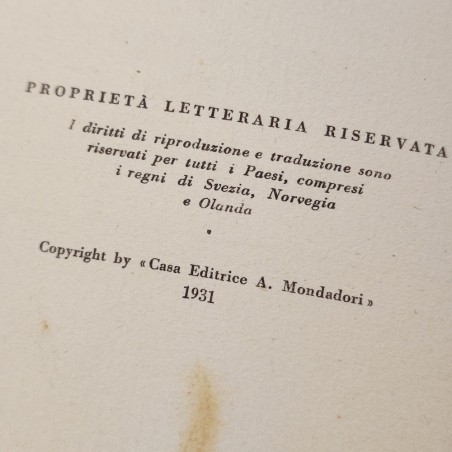 PROPRIETÀ LETTERARIA RISERVATA
I diritti di riproduzione e traduzione sono
riservati per tutti i Paesi, compresi
i regni di Svezia, Norvegia
e Olanda
•
Copyright by « Casa Editrice A. Mondadori »
1931